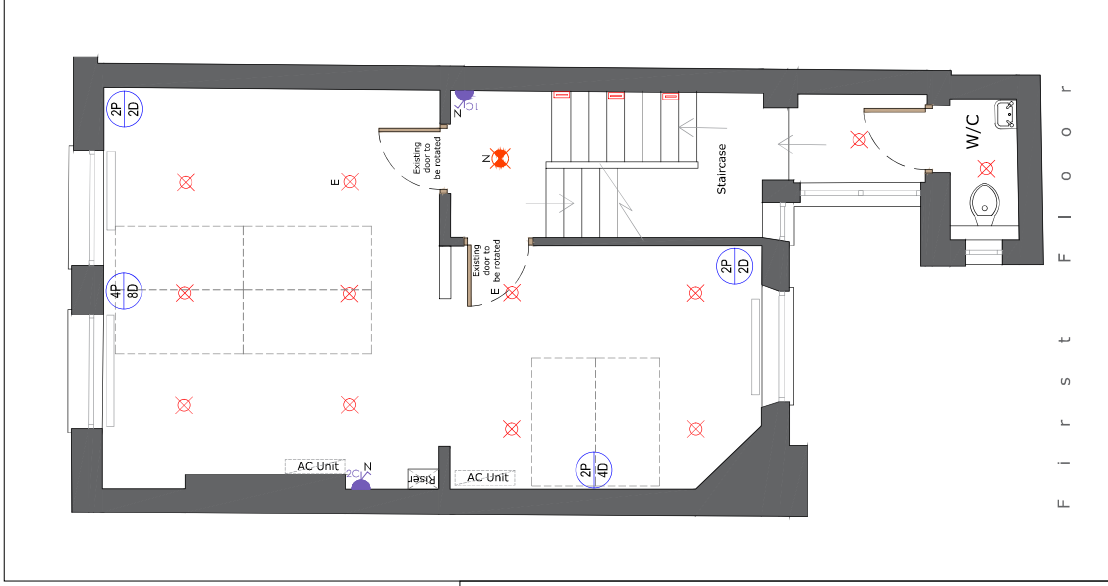 2P
2D
Existing
door to
be rotated
N
1C
N
E
Staircase
W/C
4P
8D
Existing
door to
be rotated
E
2P
2D
AC Unit
2C
N
Riser
AC Unit
2P
4D
First Floor